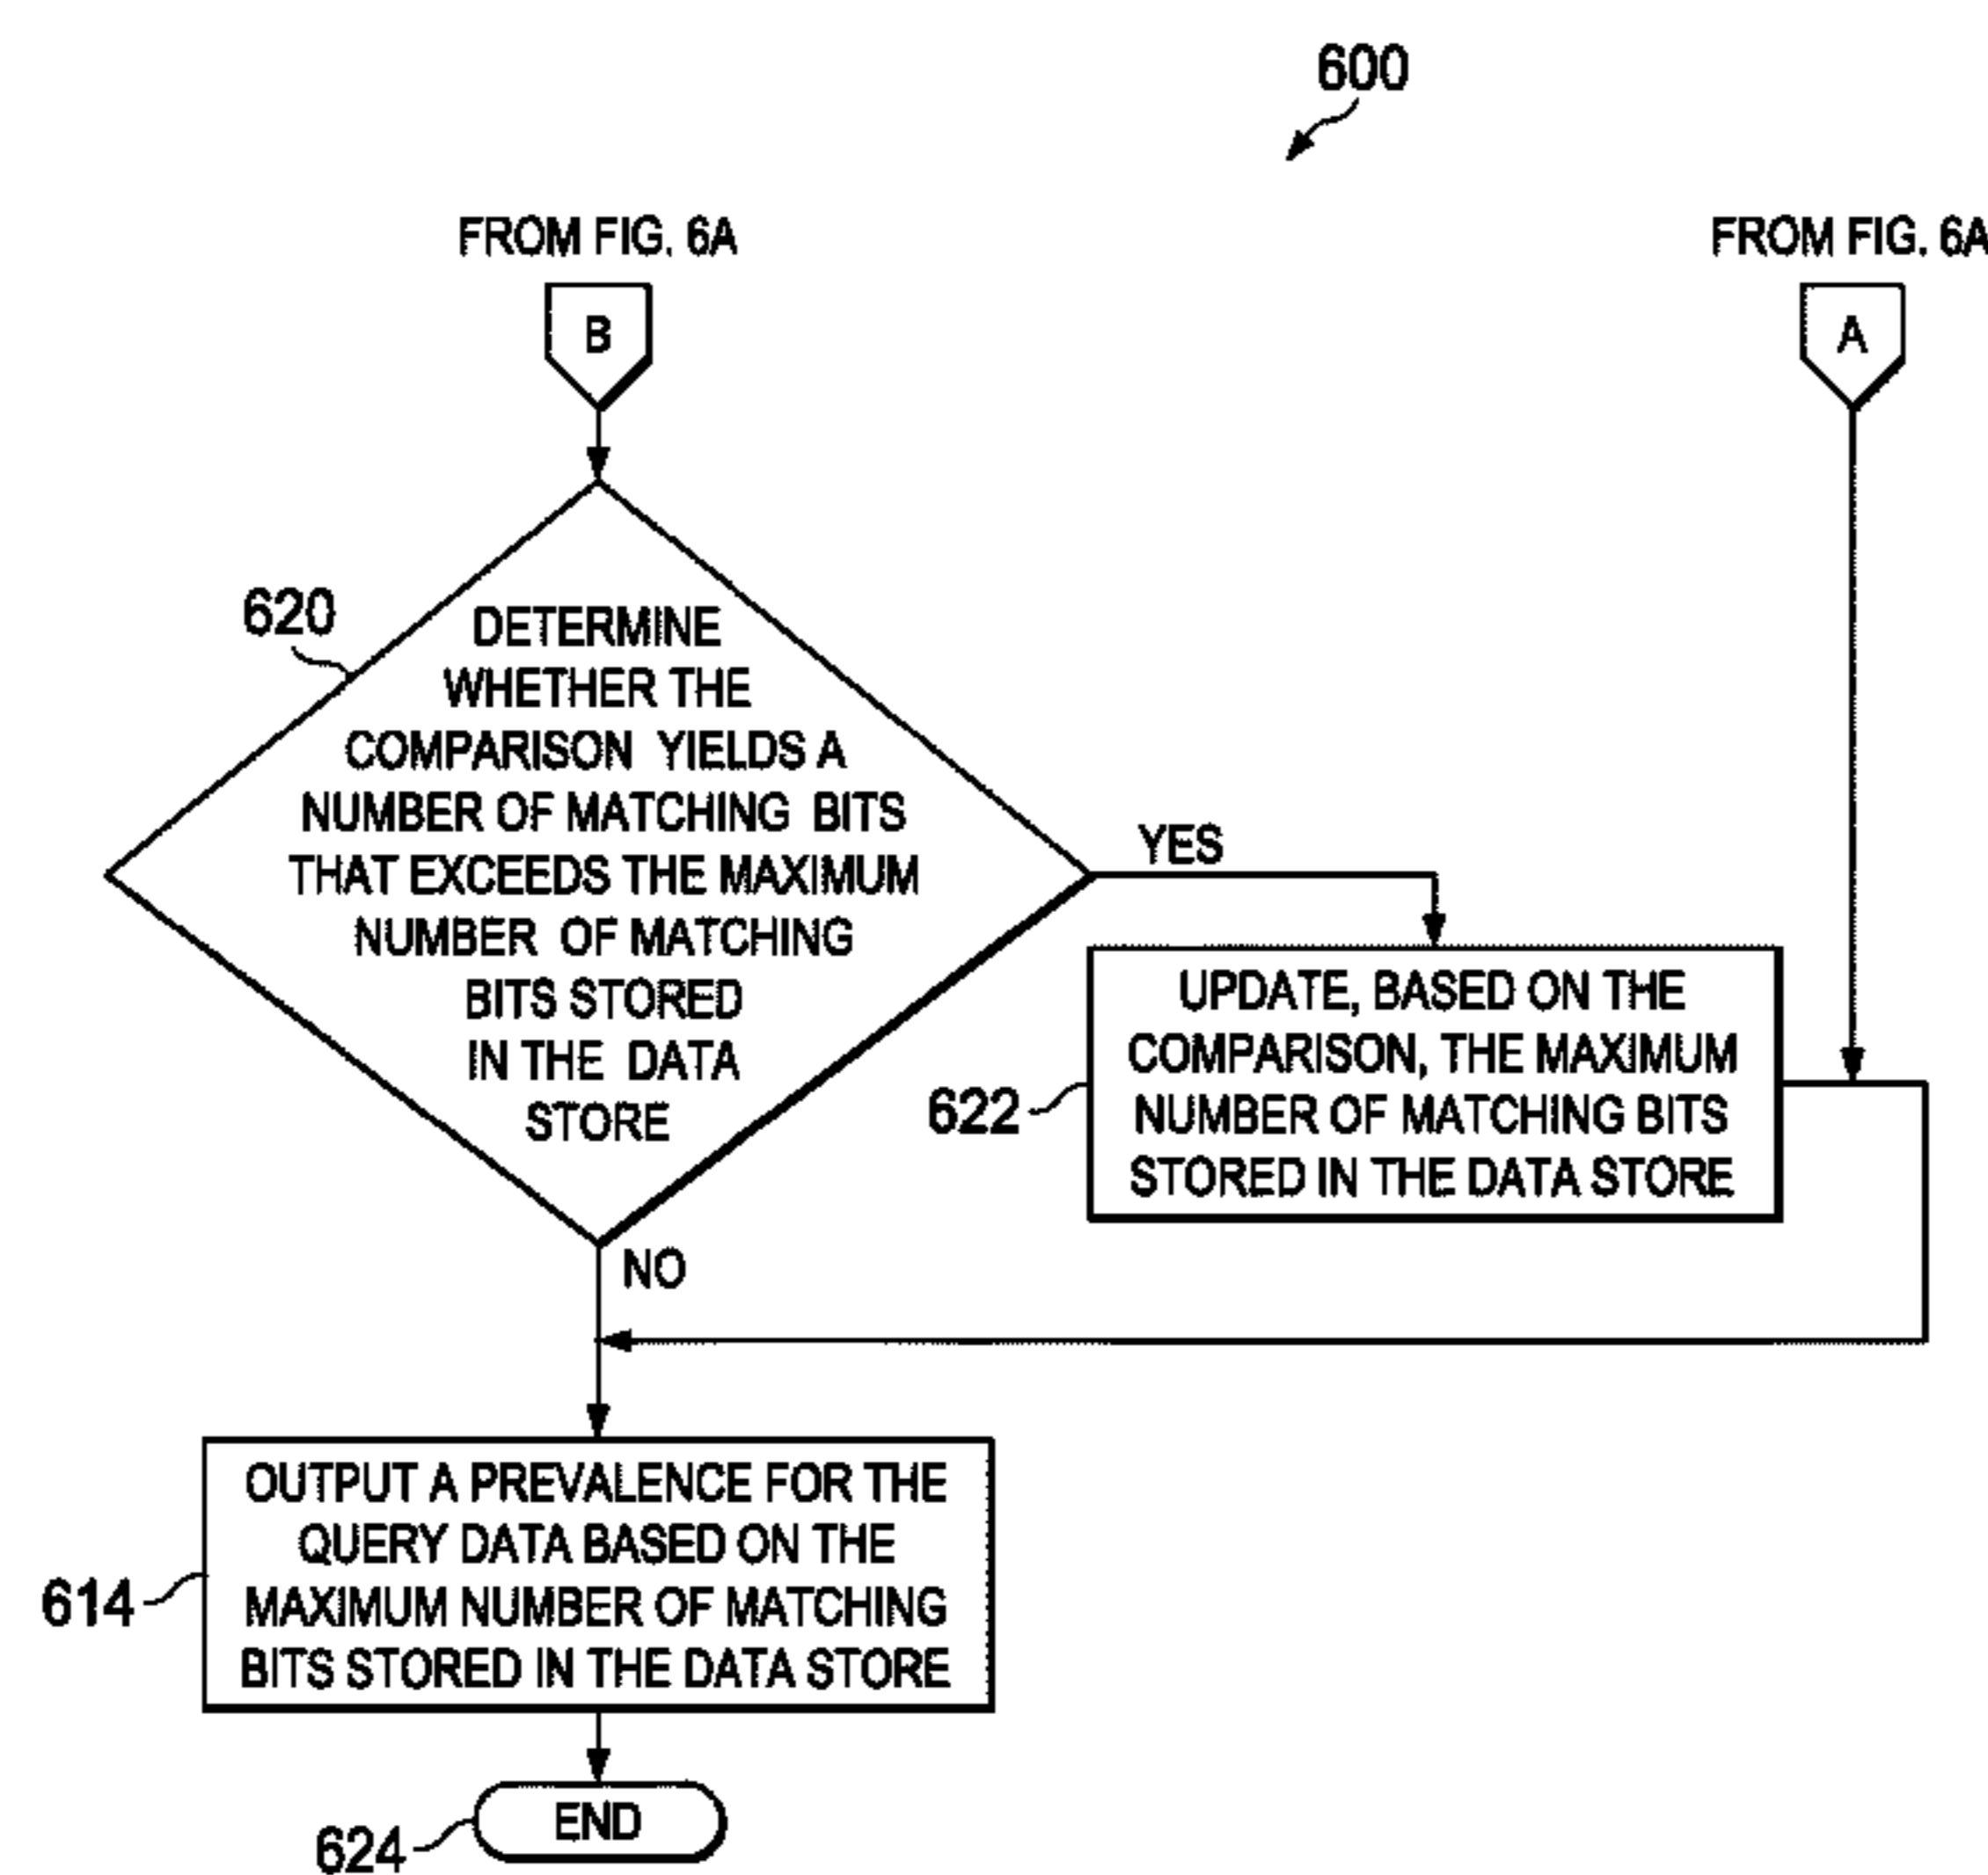 600
FROM FIG. 6A
FROM FIG. 6A
B
A
620
DETERMINE
WHETHER THE
COMPARISON YIELDS A
NUMBER OF MATCHING BITS
THAT EXCEEDS THE MAXIMUM
NUMBER OF MATCHING
BITS STORED
IN THE DATA
STORE
YES
NO
622
UPDATE, BASED ON THE
COMPARISON, THE MAXIMUM
NUMBER OF MATCHING BITS
STORED IN THE DATA STORE
614
OUTPUT A PREVALENCE FOR THE
QUERY DATA BASED ON THE
MAXIMUM NUMBER OF MATCHING
BITS STORED IN THE DATA STORE
624
END